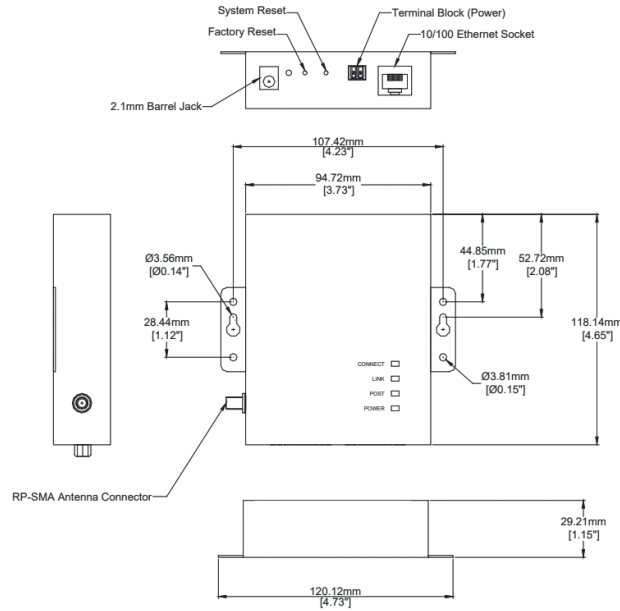 System Reset
Factory Reset
Terminal Block (Power)
10/100 Ethernet Socket
2.1mm Barrel Jack
107.42mm
[4.23"]
94.72mm
[3.73"]
Ø3.56mm
[Ø0.14"]
44.85mm
[1.77"]
52.72mm
[2.08"]
28.44mm
[1.12"]
118.14mm
[4.65"]
CONNECT
LINK
POST
POWER
Ø3.81mm
[Ø0.15"]
RP-SMA Antenna Connector
29.21mm
[1.15"]
120.12mm
[4.73"]